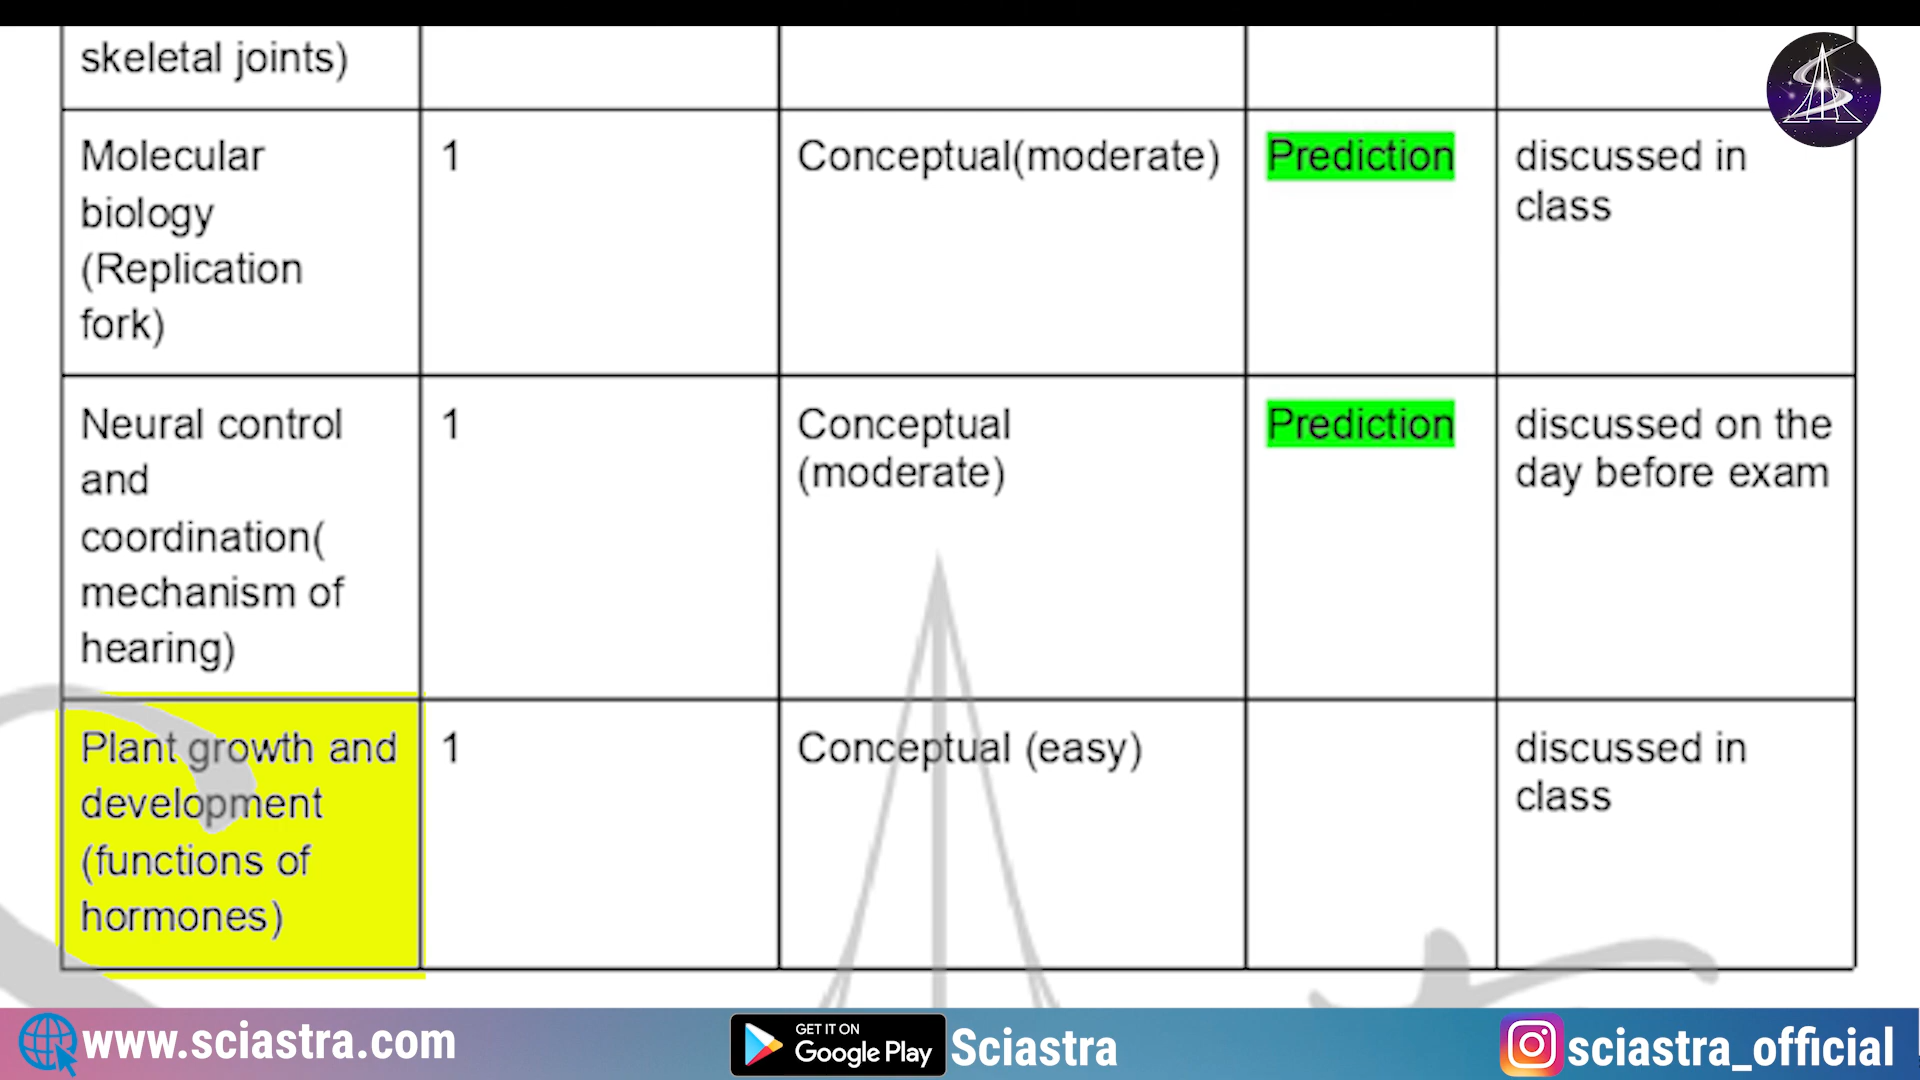 skeletal joints)
Molecular
biology
(Replication
fork)
1
Conceptual(moderate)
Prediction
discussed in
class
Neural control
and
coordination(
mechanism of
hearing)
1
Conceptual
(moderate)
Prediction
discussed on the
day before exam
Plant growth and
development
(functions of
hormones)
1
Conceptual (easy)
discussed in
class
www.sciastra.com
GET IT ON
Google Play
Sciastra
sciastra_official